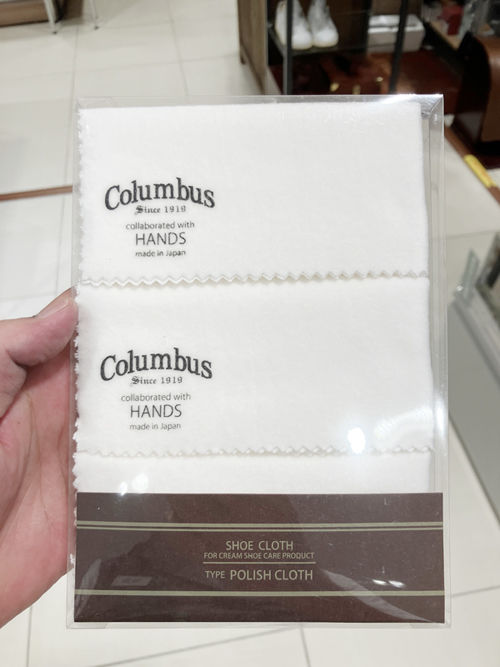 Columbus
Since 1919
collaborated with
HANDS
made in Japan
Columbus
Since 1919
collaborated with
HANDS
made in Japan
SHOE CLOTH
FOR CREAM SHOE CARE PRODUCT
TYPE POLISH CLOTH